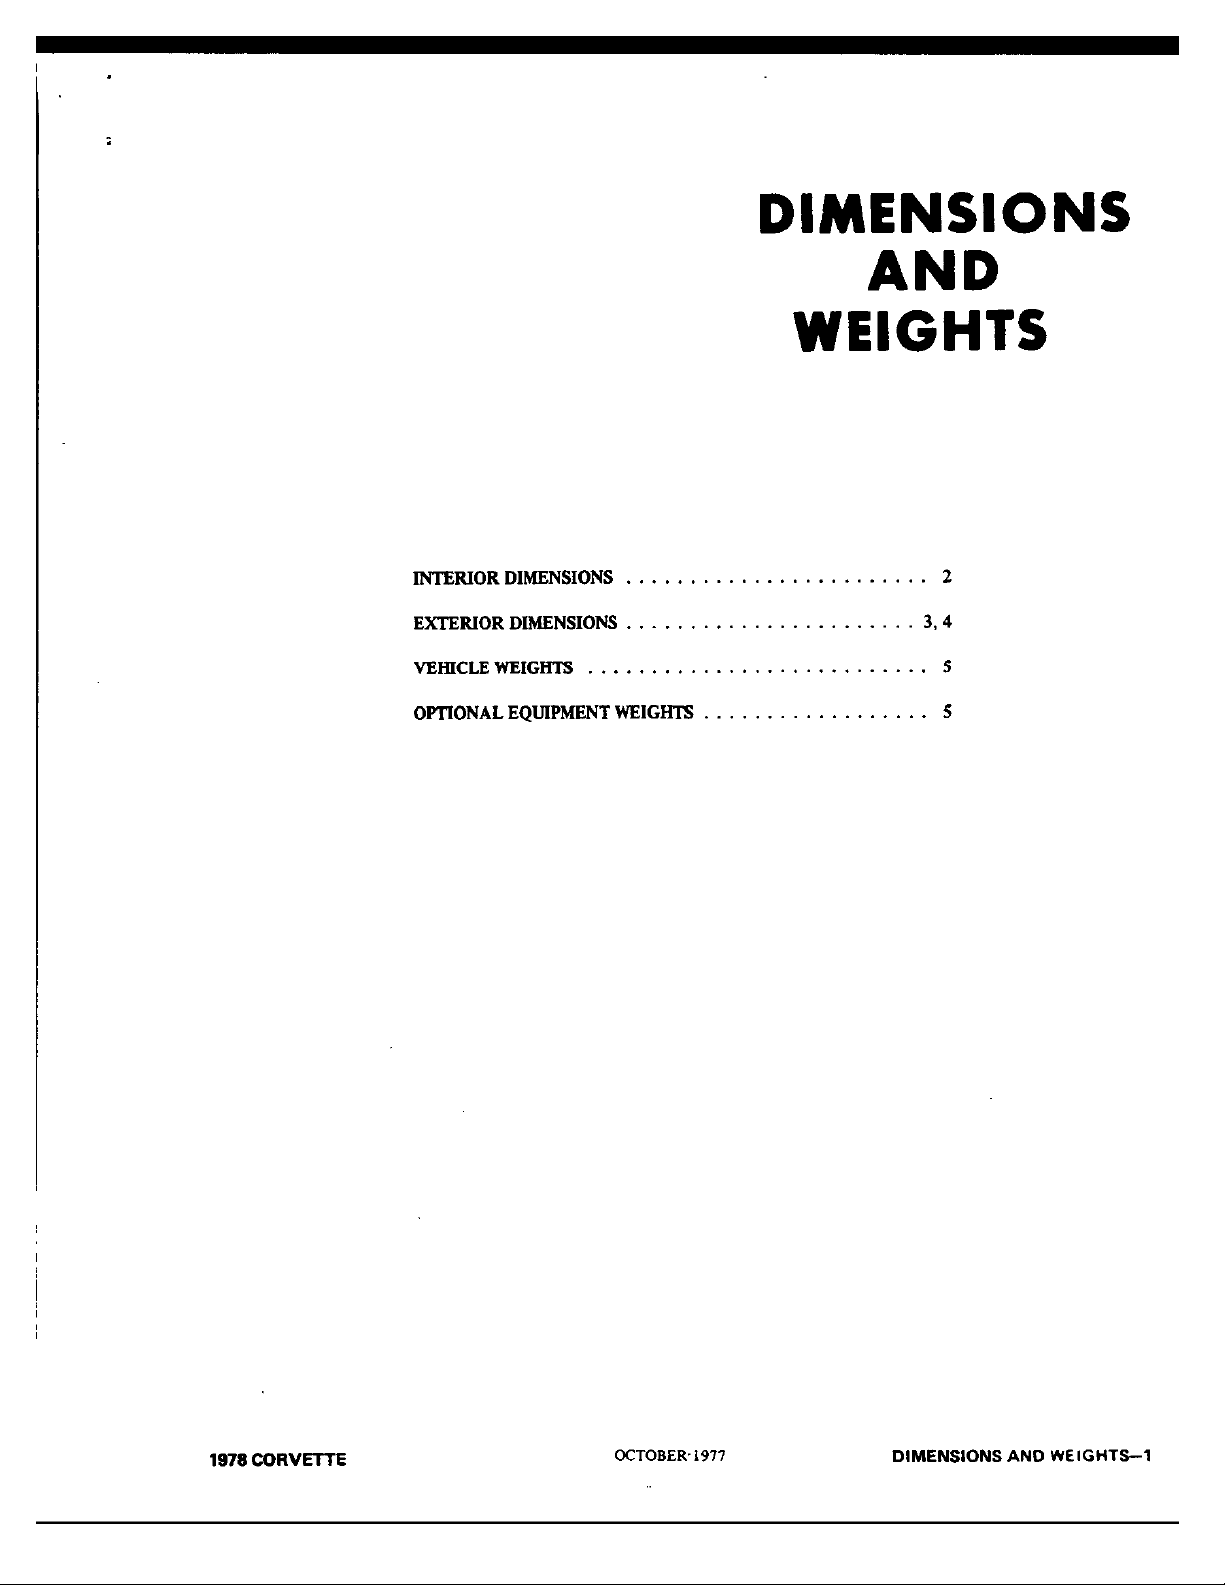 DIMENSIONS
AND
WEIGHTS
INTERIOR DIMENSIONS . . . . . . . . . . . . . . . . . . . . . . . . 2
EXTERIOR DIMENSIONS . . . . . . . . . . . . . . . . . . . . . . . 3, 4
VEHICLE WEIGHTS . . . . . . . . . . . . . . . . . . . . . . . . . . . 5
OPTIONAL EQUIPMENT WEIGHTS . . . . . . . . . . . . . . . . . . 5
1978 CORVETTE OCTOBER-1977 DIMENSIONS AND WEIGHTS—1